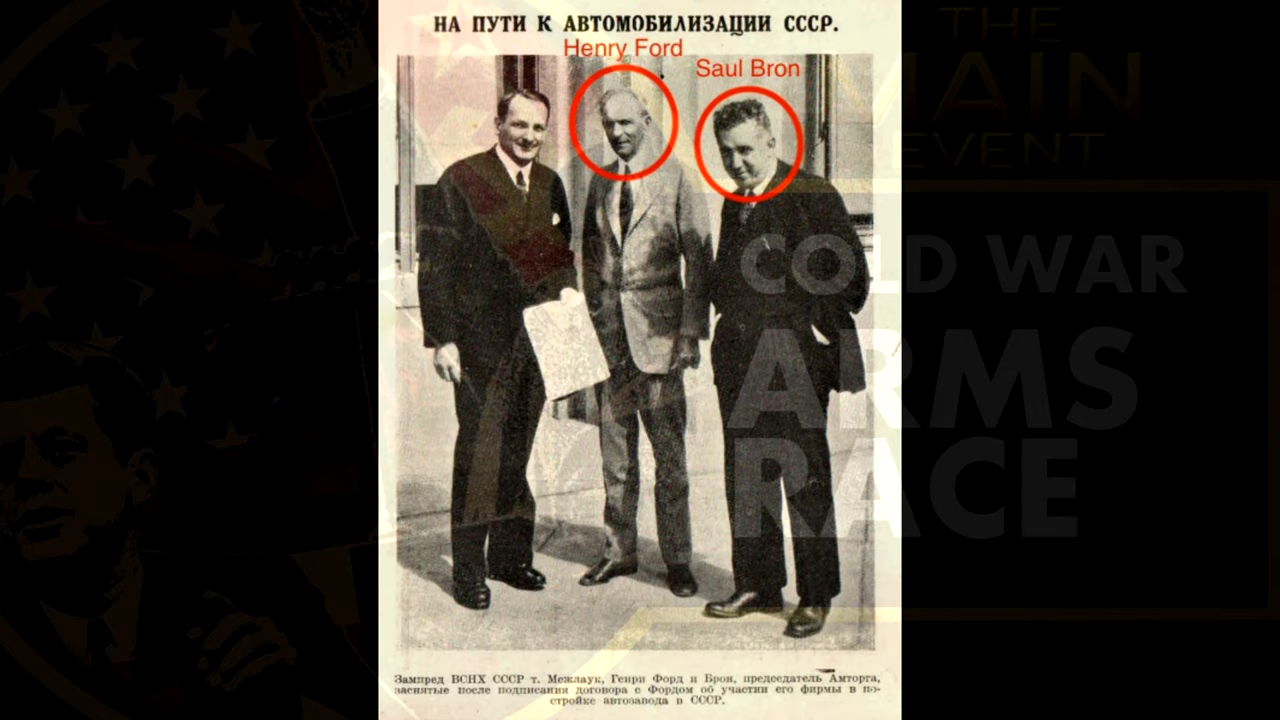 НА ПУТИ К АВТОМОБИЛИЗАЦИИ СССР.
Henry Ford
Saul Bron
THE
MAIN
EVENT
COLD WAR
ARMS
RACE
Зампред ВСНХ СССР т. Межлаук, Генри Форд и Брон, председатель Амторга,
заснятые после подписания договора с Фордом об участии его фирмы в по-
стройке автозавода в СССР.